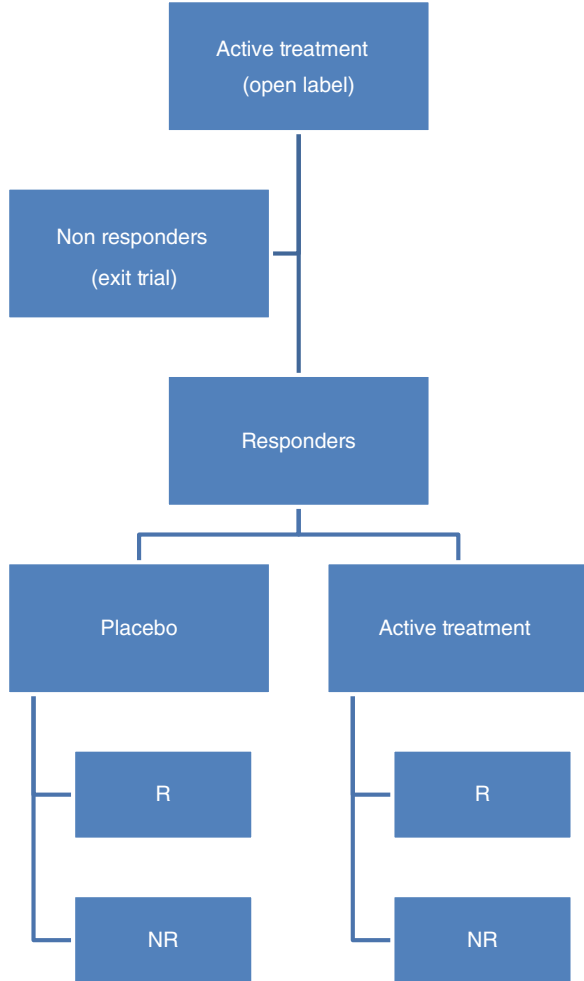 Active treatment
(open label)
Non responders
(exit trial)
Responders
Placebo
Active treatment
R
R
NR
NR